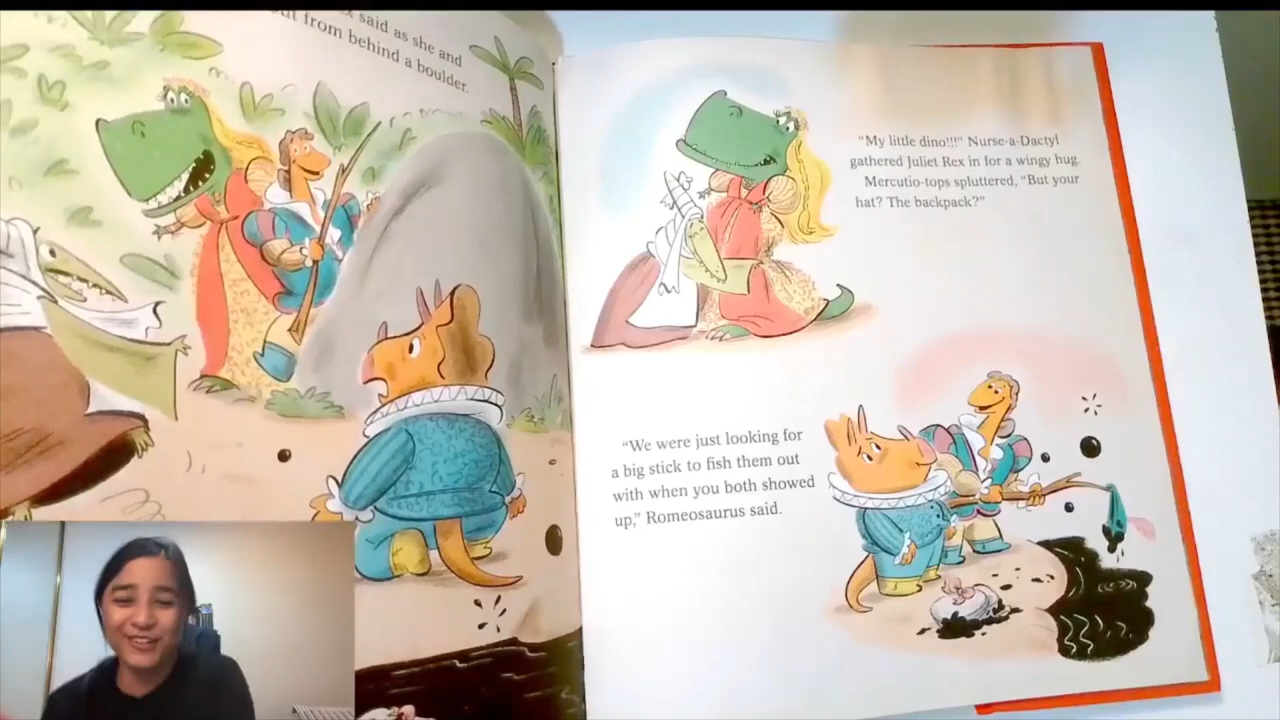 said as she and
from behind a boulder.
"My little dino!!!" Nurse-a-Dactyl
gathered Juliet Rex in for a wingy hug.
Mercutio-tops spluttered, "But your
hat? The backpack?"
"We were just looking for
a big stick to fish them out
with when you both showed
up," Romeosaurus said.